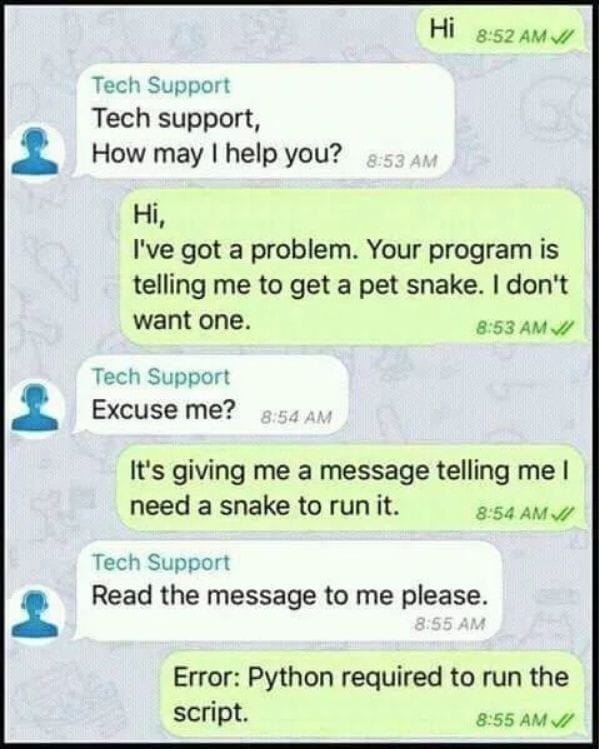 Hi 8:52 AM
Tech Support
Tech support,
How may I help you? 8:53 AM
Hi,
I've got a problem. Your program is
telling me to get a pet snake. I don't
want one. 8:53 AM
Tech Support
Excuse me? 8:54 AM
It's giving me a message telling me I
need a snake to run it. 8:54 AM
Tech Support
Read the message to me please.
8:55 AM
Error: Python required to run the
script. 8:55 AM